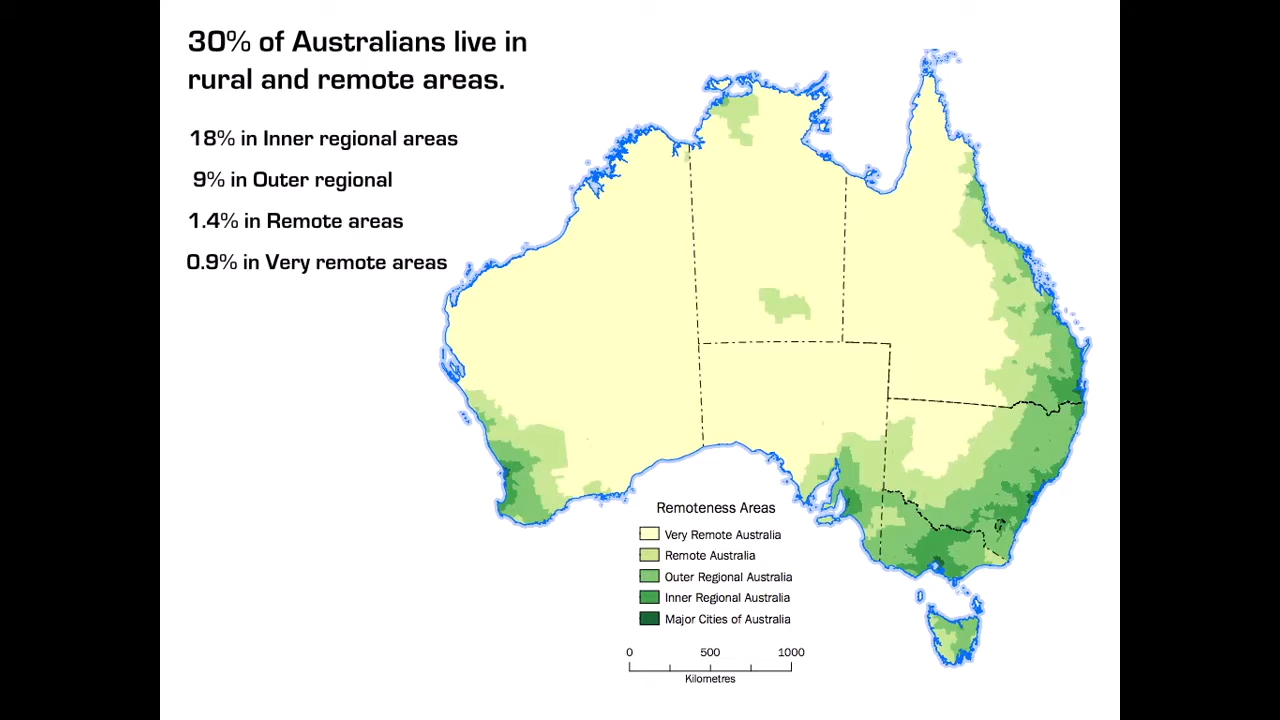 30% of Australians live in
rural and remote areas.
18% in Inner regional areas
9% in Outer regional
1.4% in Remote areas
0.9% in Very remote areas
Remoteness Areas
Very Remote Australia
Remote Australia
Outer Regional Australia
Inner Regional Australia
Major Cities of Australia
0 500 1000
Kilometres